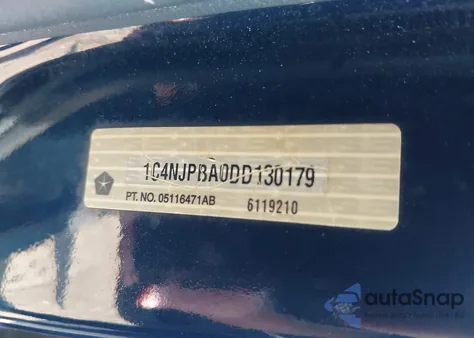 1C4NJPBA0DD130179
PT. NO. 05116471AB 6119210
autoSnap